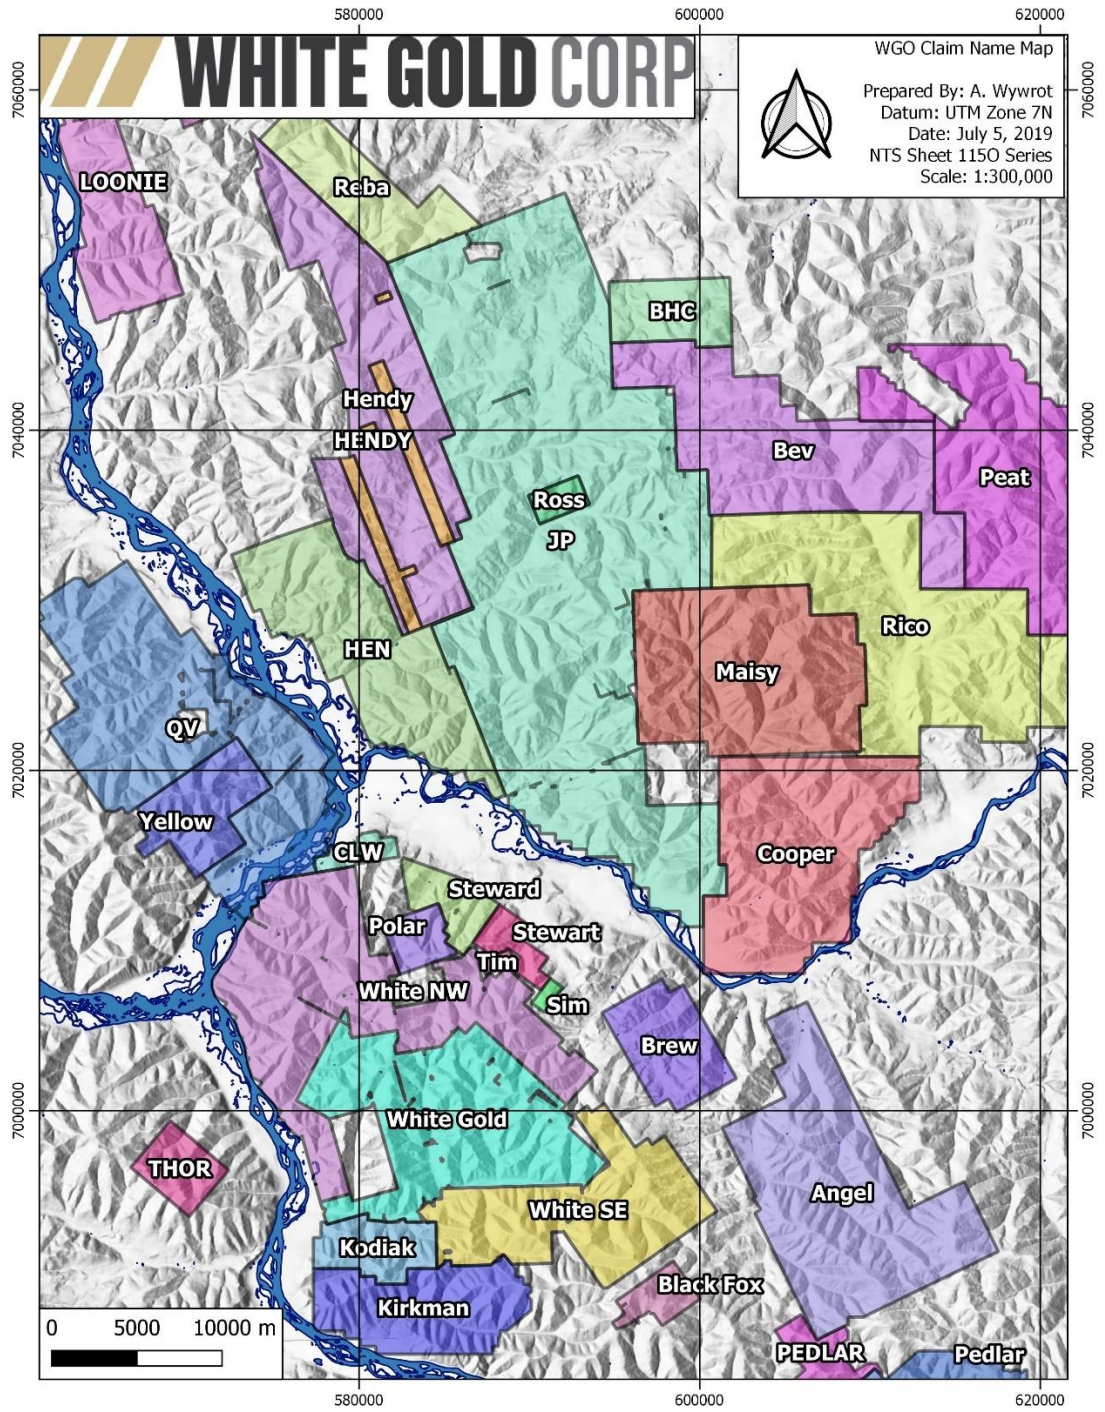 580000
600000
620000
WHITE GOLD CORP
WGO Claim Name Map
Prepared By: A. Wywrot
Datum: UTM Zone 7N
Date: July 5, 2019
NTS Sheet 115O Series
Scale: 1:300,000
7060000
7060000
LOONIE
Reba
BHC
Hendy
HENDY
7040000
7040000
Bev
Peat
Ross
JP
HEN
Rico
Maisy
QV
7020000
7020000
Yellow
CLW
Cooper
Steward
Polar
Stewart
Tim
White NW
Sim
Brew
7000000
7000000
White Gold
THOR
Angel
White SE
Kodiak
Black Fox
Kirkman
0 5000 10000 m
PEDLAR
Pedlar
580000
600000
620000